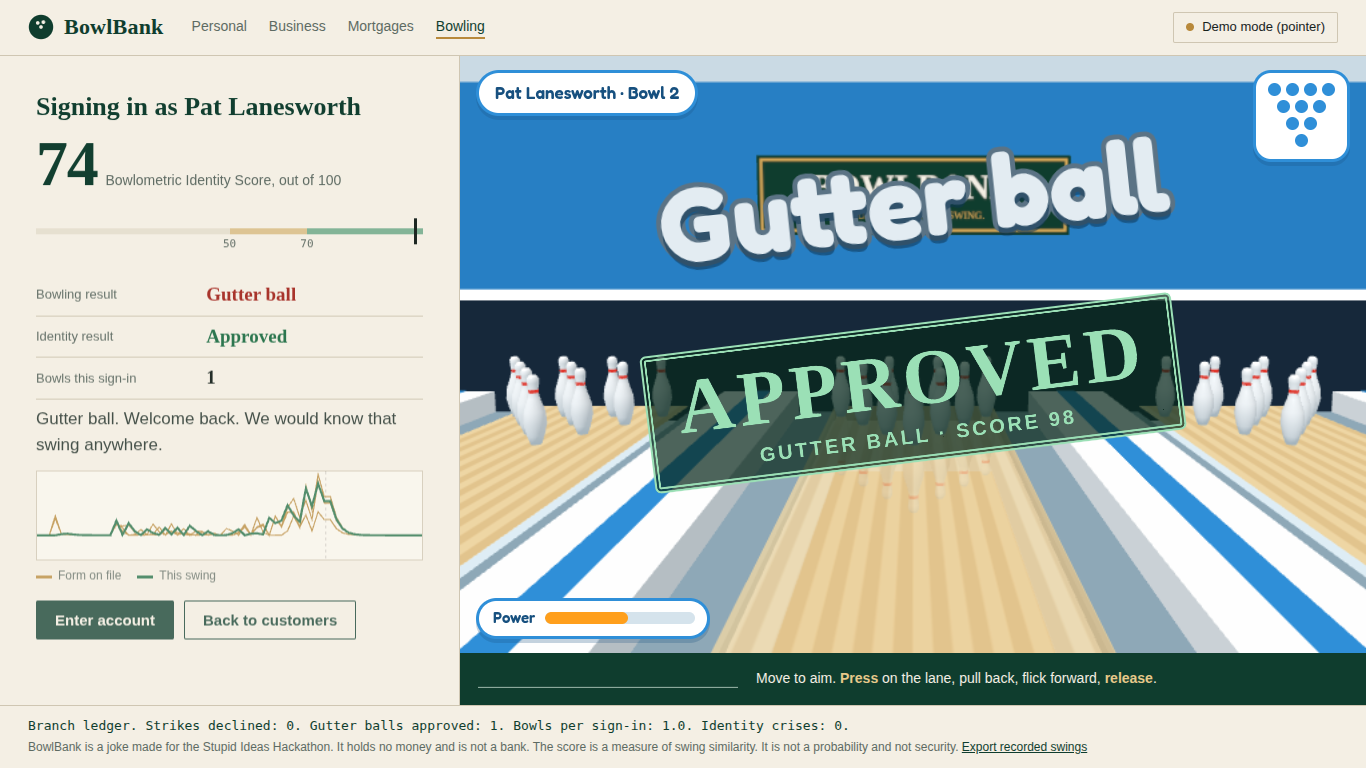 BowlBank
Personal
Business
Mortgages
Bowling
Demo mode (pointer)
Signing in as Pat Lanesworth
74 Bowlometric Identity Score, out of 100
50 70
Bowling result Gutter ball
Identity result Approved
Bowls this sign-in 1
Gutter ball. Welcome back. We would know that
swing anywhere.
Form on file This swing
Enter account Back to customers
Pat Lanesworth · Bowl 2
Gutter ball
SWING.
APPROVED
GUTTER BALL · SCORE 98
Power
Move to aim. Press on the lane, pull back, flick forward, release.
Branch ledger. Strikes declined: 0. Gutter balls approved: 1. Bowls per sign-in: 1.0. Identity crises: 0.
BowlBank is a joke made for the Stupid Ideas Hackathon. It holds no money and is not a bank. The score is a measure of swing similarity. It is not a probability and not security. Export recorded swings